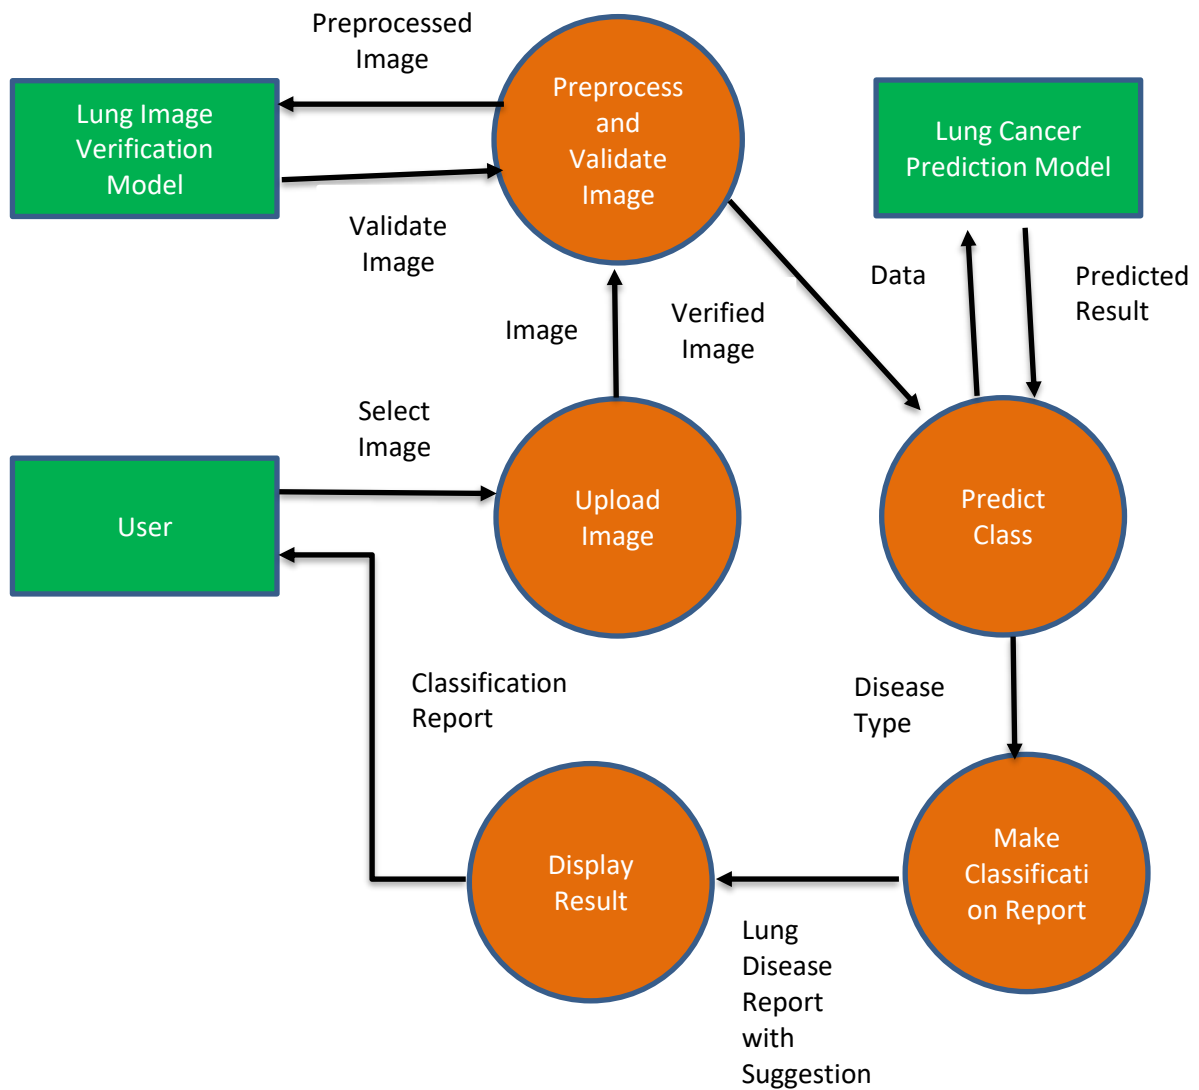 Preprocessed
Image
Lung Image
Verification
Model
Preprocess
and
Validate
Image
Lung Cancer
Prediction Model
Validate
Image
Data
Predicted
Result
Image
Verified
Image
Select
Image
User
Upload
Image
Predict
Class
Classification
Report
Disease
Type
Display
Result
Make
Classificati
on Report
Lung
Disease
Report
with
Suggestion